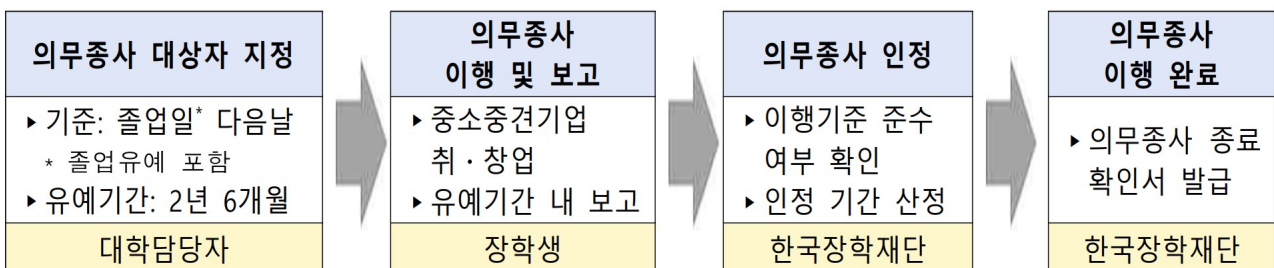 의무종사 대상자 지정
▸기준: 졸업일* 다음날
* 졸업유예 포함
▸유예기간: 2년 6개월
대학담당자
의무종사
이행 및 보고
▸중소중견기업
취·창업
▸유예기간 내 보고
장학생
의무종사 인정
▸이행기준 준수
여부 확인
▸인정 기간 산정
한국장학재단
의무종사
이행 완료
▸의무종사 종료
확인서 발급
한국장학재단